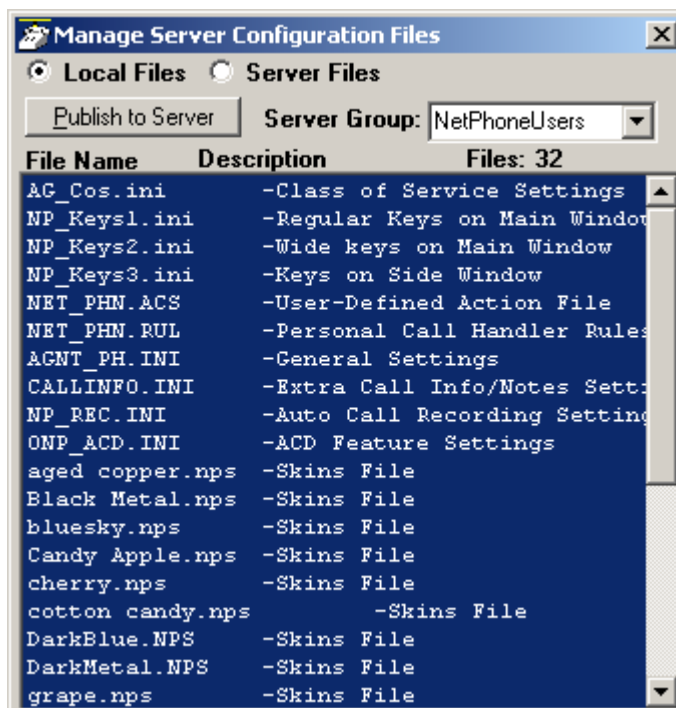 Manage Server Configuration Files
Local Files Server Files
Publish to Server Server Group: NetPhoneUsers
File Name Description Files: 32
AG_Cos.ini -Class of Service Settings
NP_Keys1.ini -Regular Keys on Main Window
NP_Keys2.ini -Wide keys on Main Window
NP_Keys3.ini -Keys on Side Window
NET_PHN.ACS -User-Defined Action File
NET_PHN.RUL -Personal Call Handler Rules
AGNT_PH.INI -General Settings
CALLINFO.INI -Extra Call Info/Notes Setti
NP_REC.INI -Auto Call Recording Setting
ONP_ACD.INI -ACD Feature Settings
aged copper.nps -Skins File
Black Metal.nps -Skins File
bluesky.nps -Skins File
Candy Apple.nps -Skins File
cherry.nps -Skins File
cotton candy.nps -Skins File
DarkBlue.NPS -Skins File
DarkMetal.NPS -Skins File
grape.nps -Skins File